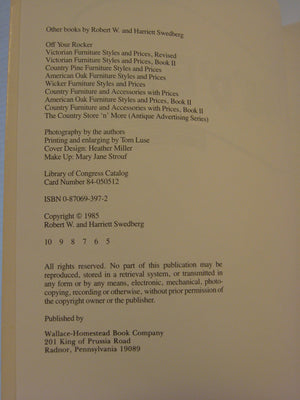 Other books by Robert W. and Harriett Swedberg
Off Your Rocker
Victorian Furniture Styles and Prices, Revised
Victorian Furniture Styles and Prices, Book II
Country Pine Furniture Styles and Prices
American Oak Furniture Styles and Prices
Wicker Furniture Styles and Prices
Country Furniture and Accessories with Prices
American Oak Furniture Styles and Prices, Book II
Country Furniture and Accessories with Prices, Book II
The Country Store 'n' More (Antique Advertising Series)
Photography by the authors
Printing and enlarging by Tom Luse
Cover Design: Heather Miller
Make Up: Mary Jane Strouf
Library of Congress Catalog
Card Number 84-050512
ISBN 0-87069-397-2
Copyright © 1985
Robert W. and Harriett Swedberg
10 9 8 7 6 5
All rights reserved. No part of this publication may be
reproduced, stored in a retrieval system, or transmitted in
any form or by any means, electronic, mechanical, photo-
copying, recording or otherwise, without prior permission of
the copyright owner or the publisher.
Published by
Wallace-Homestead Book Company
201 King of Prussia Road
Radnor, Pennsylvania 19089